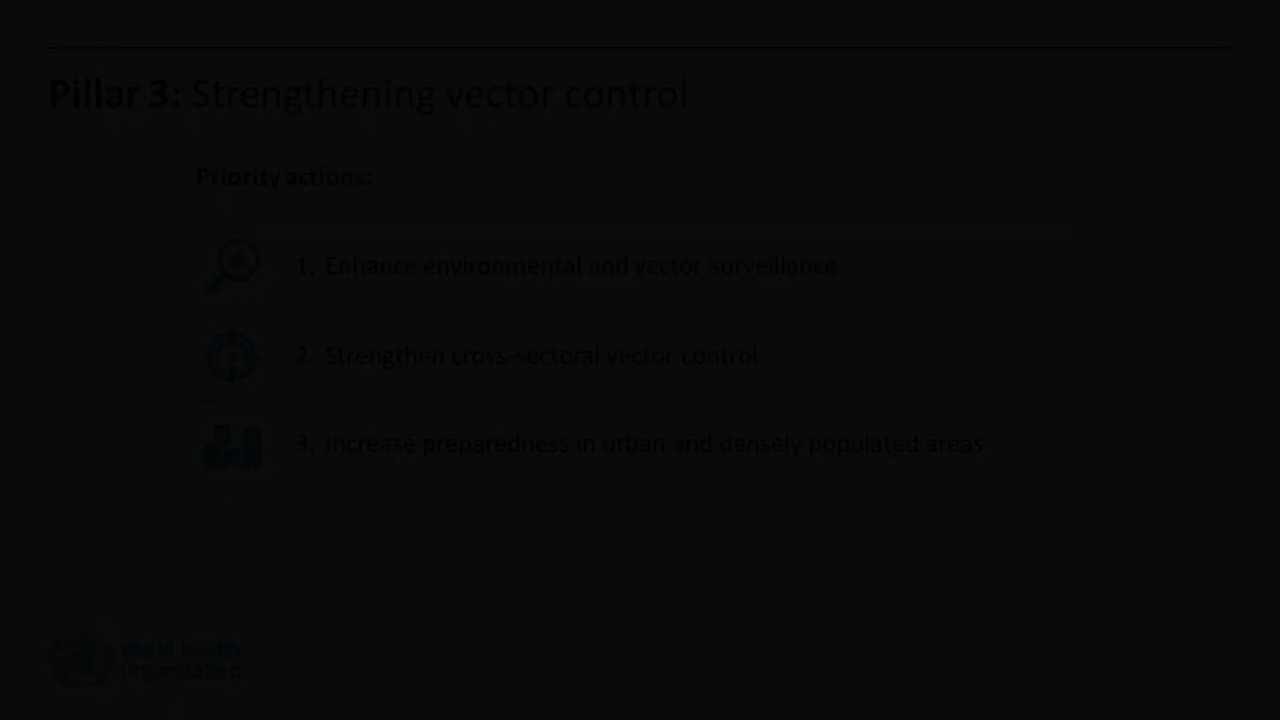 Pillar 3: Strengthening vector control
Priority actions:
1. Enhance environmental and vector surveillance
2. Strengthen cross-sectoral vector control
3. Increase preparedness in urban and densely populated areas
World Health
Organization